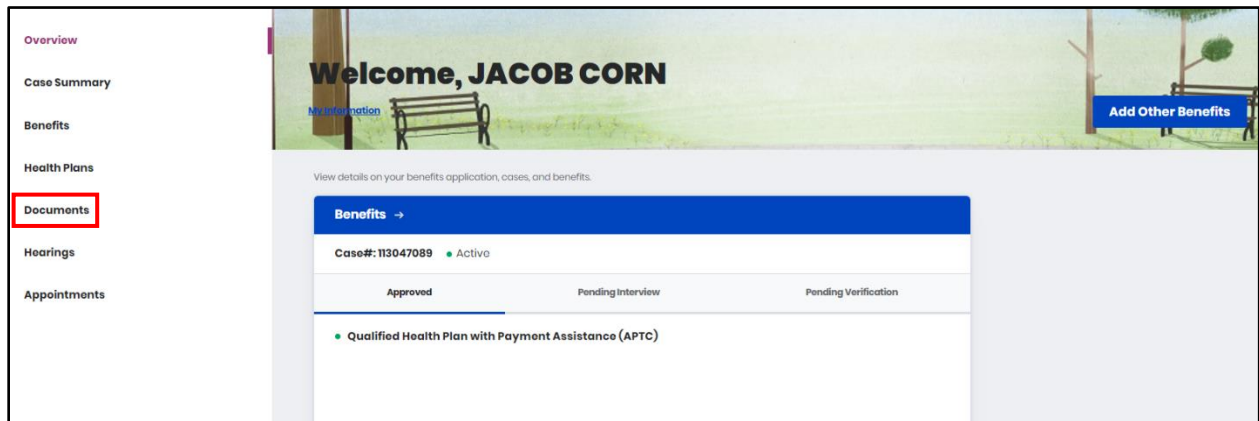 Overview
Case Summary
Benefits
Health Plans
Documents
Hearings
Appointments
Welcome, JACOB CORN
My Information
Add Other Benefits
View details on your benefits application, cases, and benefits.
Benefits →
Case#: 113047089 ● Active
Approved Pending Interview Pending Verification
● Qualified Health Plan with Payment Assistance (APTC)